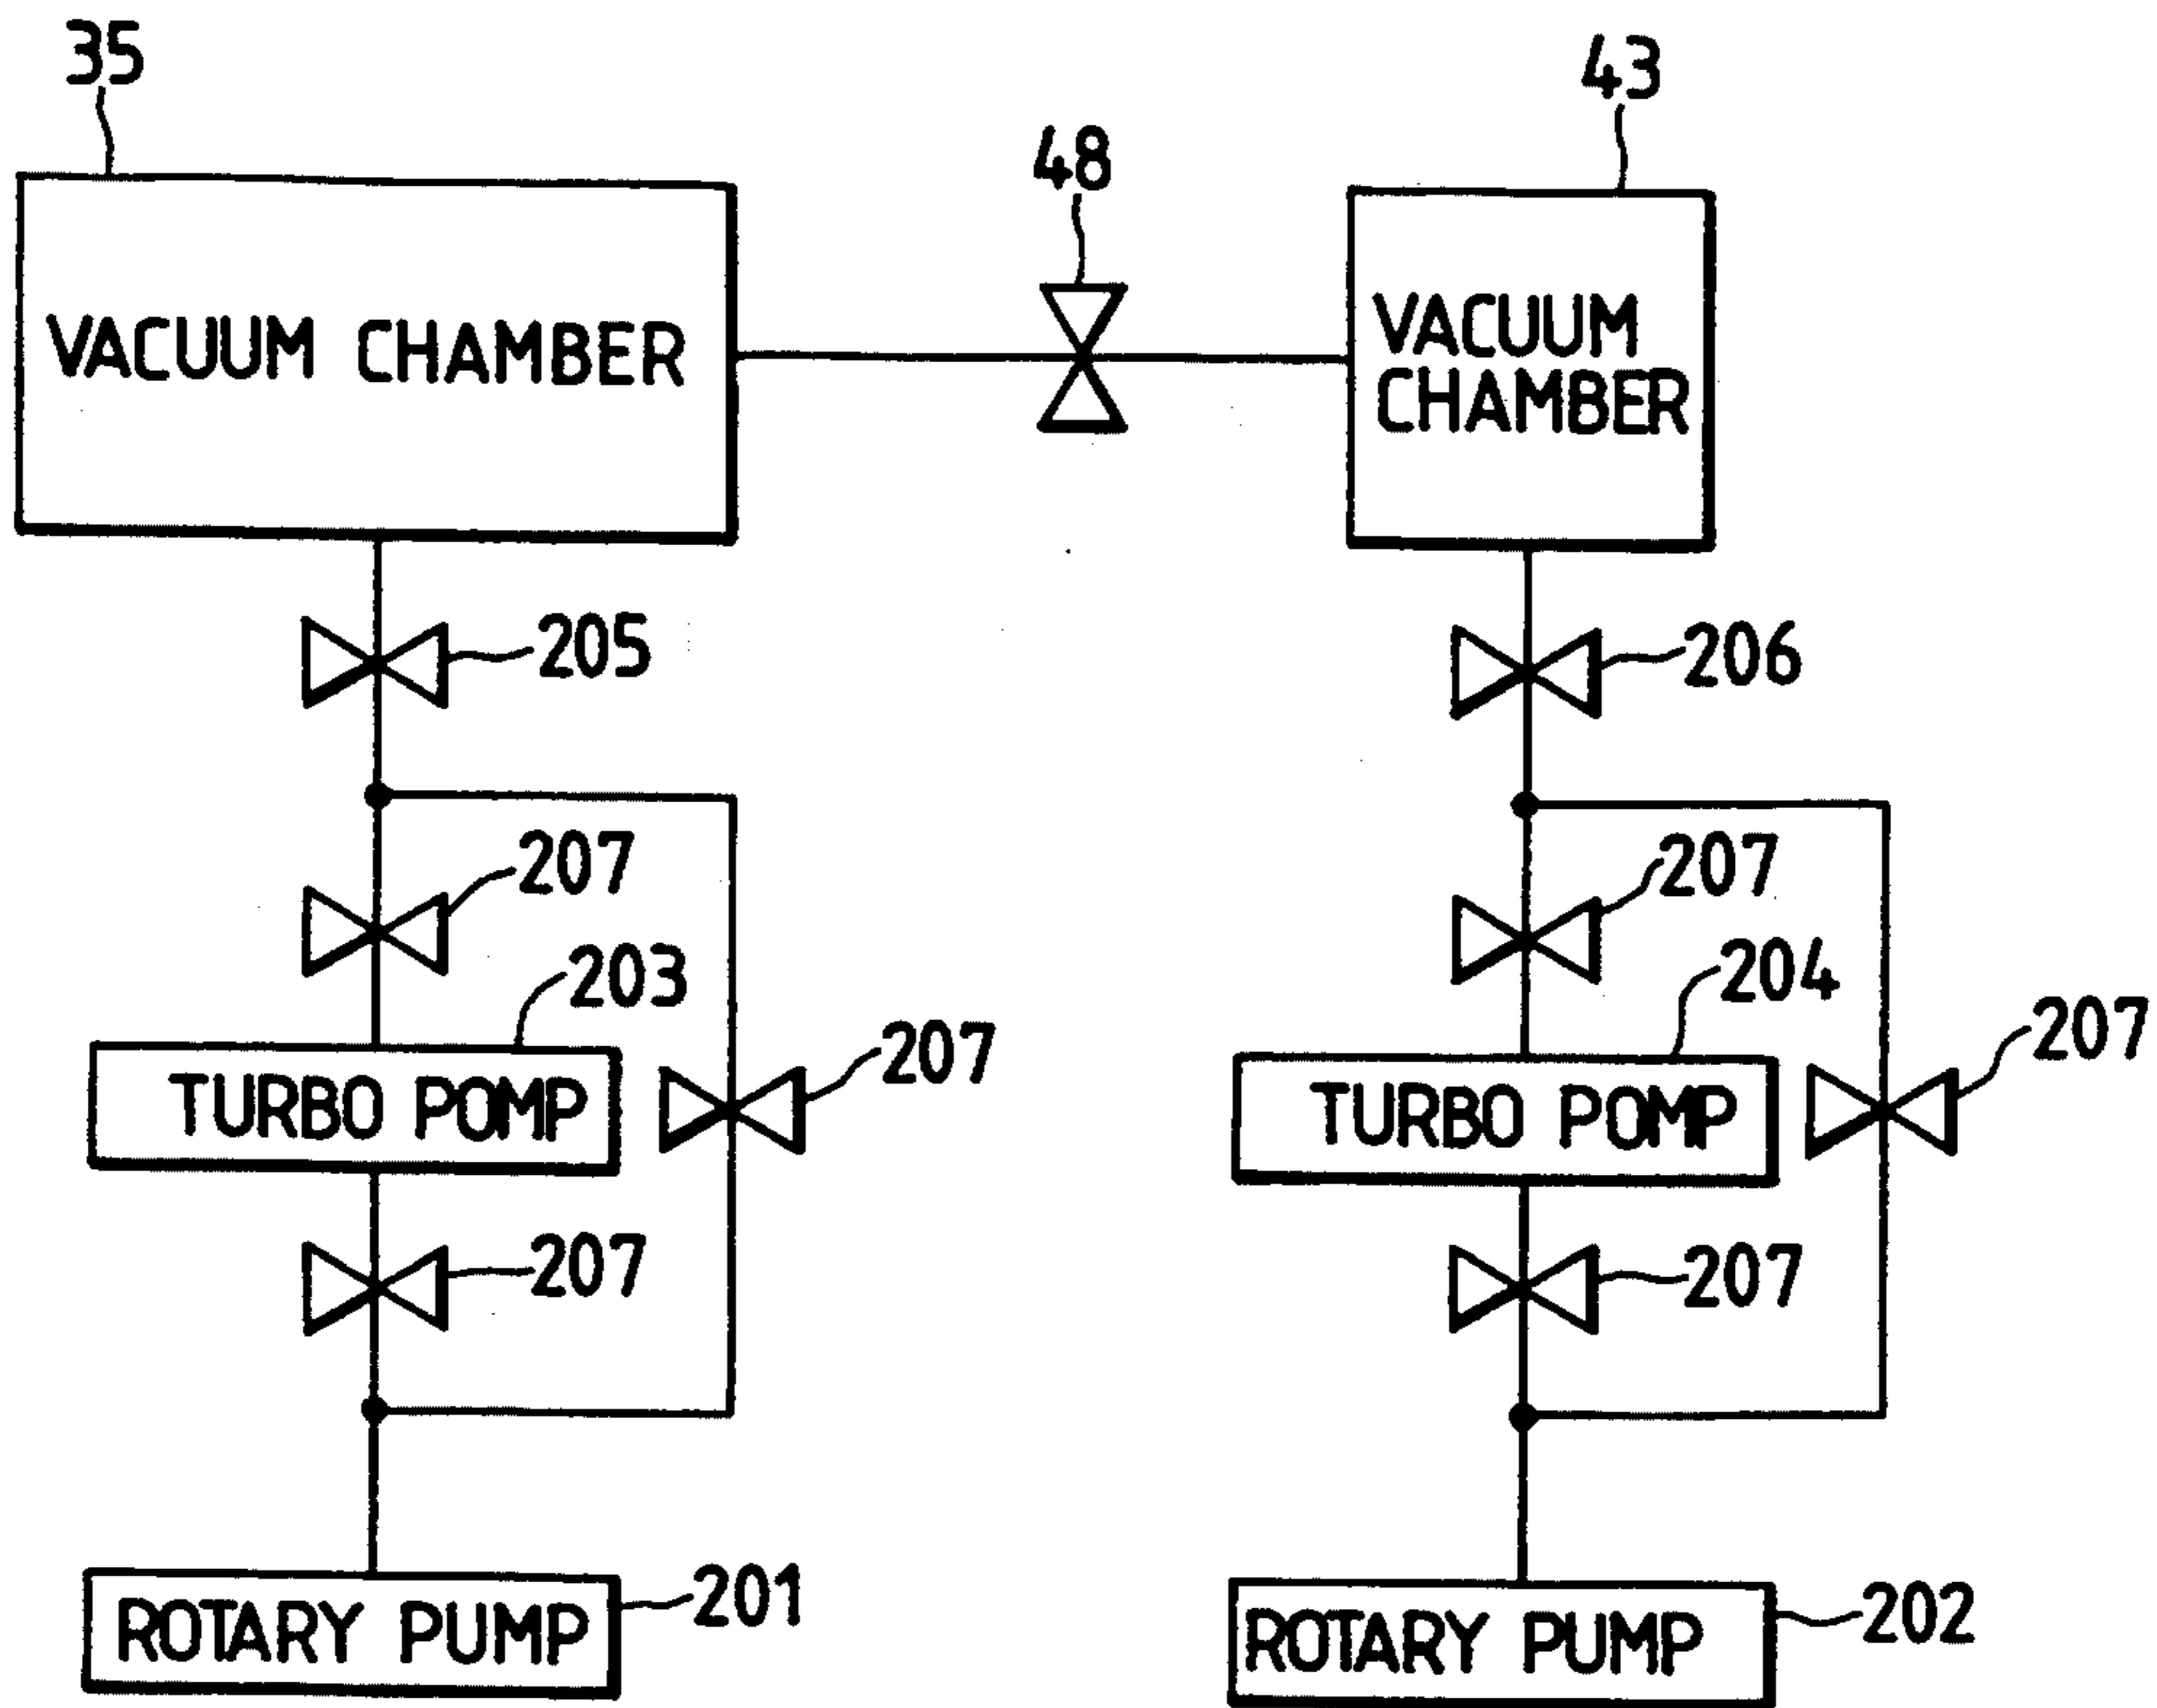 35
43
48
VACUUM CHAMBER
VACUUM
CHAMBER
205
206
207
207
203
204
207
207
TURBO POMP
TURBO POMP
207
207
201
202
ROTARY PUMP
ROTARY PUMP